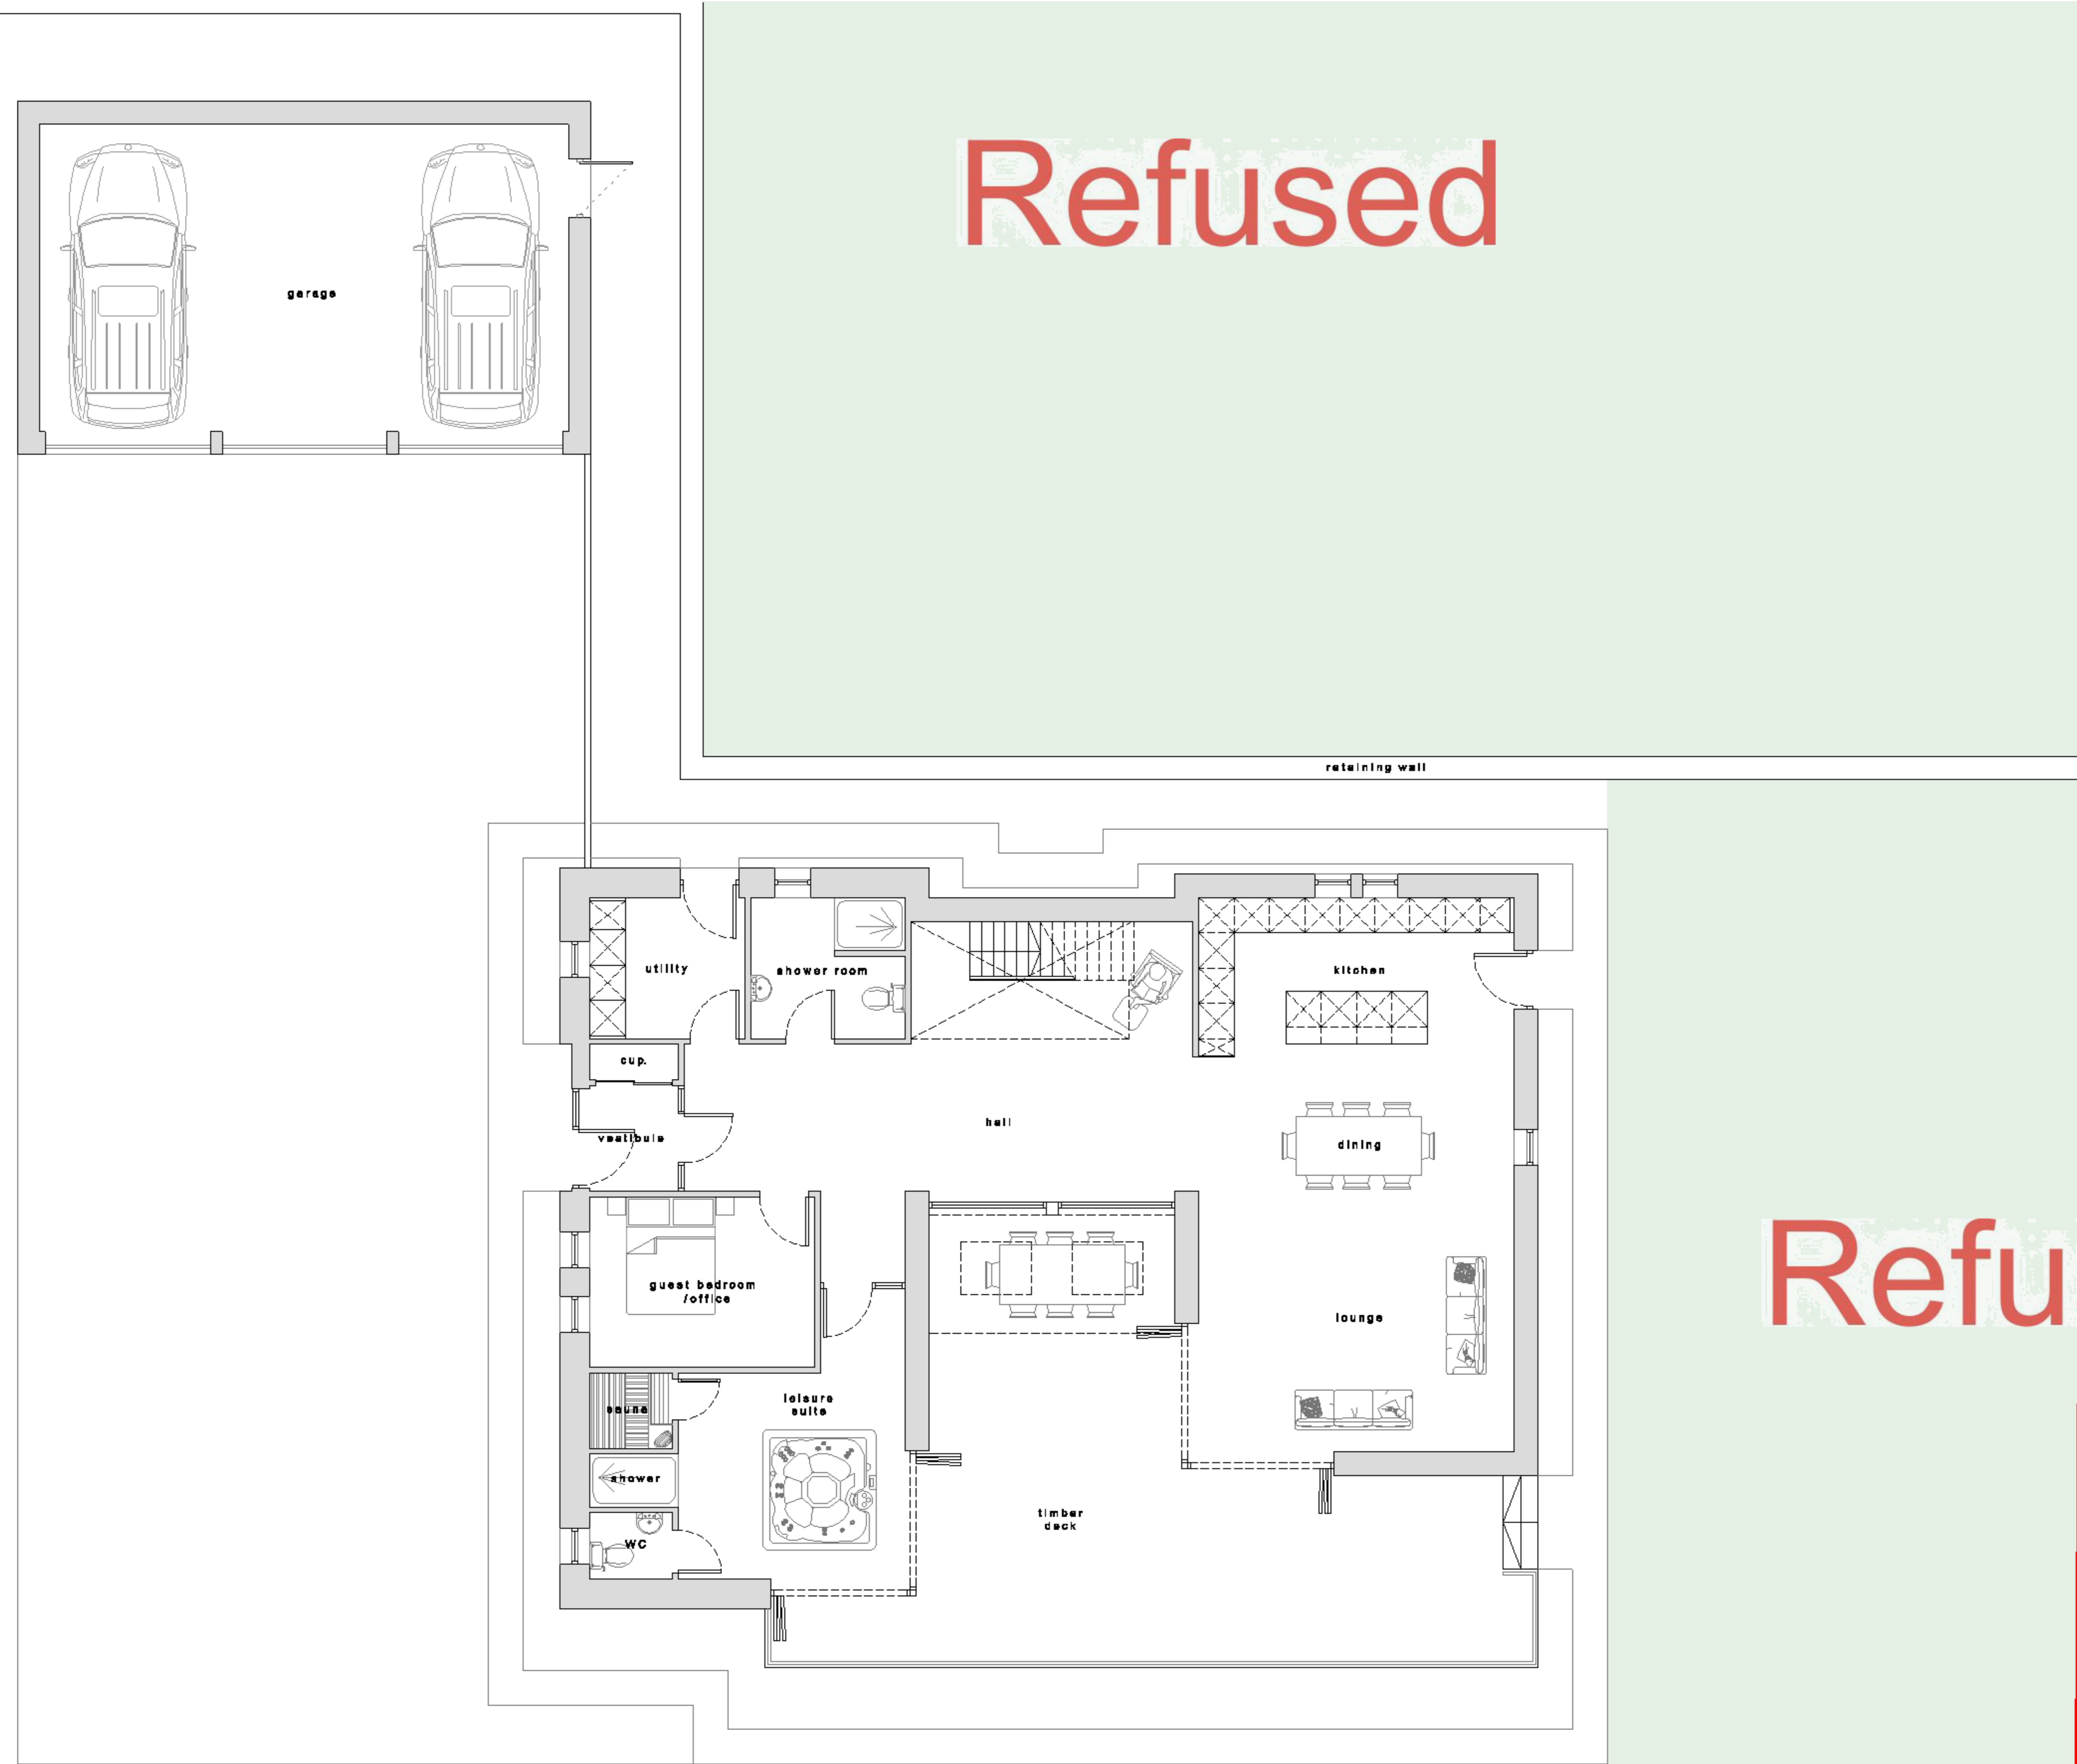 Refused
garage
retaining wall
utility
shower room
kitchen
cup.
hall
vestibule
dining
guest bedroom
/office
lounge
leisure
suite
sauna
shower
timber
deck
WC
Refu